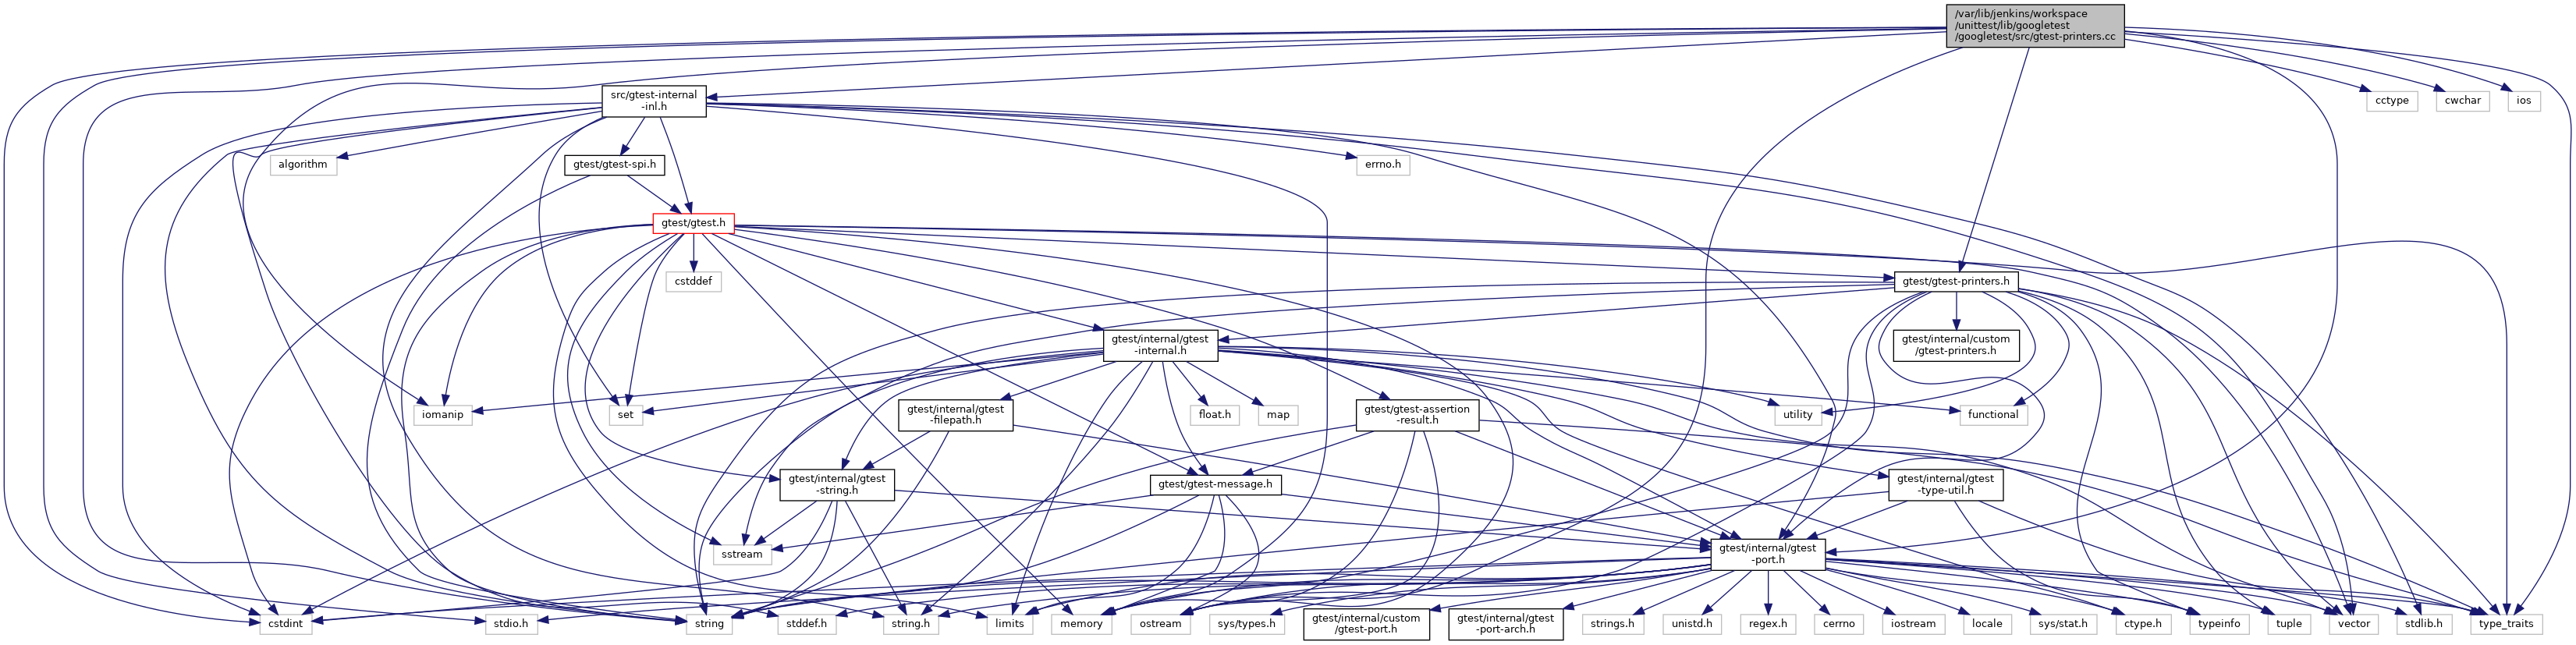 /var/lib/jenkins/workspace
/unittest/lib/googletest
/googletest/src/gtest-printers.cc
src/gtest-internal
-inl.h
cctype
cwchar
ios
algorithm
gtest/gtest-spi.h
errno.h
gtest/gtest.h
cstddef
gtest/gtest-printers.h
gtest/internal/gtest
-internal.h
gtest/internal/custom
/gtest-printers.h
iomanip
set
gtest/internal/gtest
-filepath.h
float.h
map
gtest/gtest-assertion
-result.h
utility
functional
gtest/internal/gtest
-string.h
gtest/gtest-message.h
gtest/internal/gtest
-type-util.h
sstream
gtest/internal/gtest
-port.h
cstdint
stdio.h
string
stddef.h
string.h
limits
memory
ostream
sys/types.h
gtest/internal/custom
/gtest-port.h
gtest/internal/gtest
-port-arch.h
strings.h
unistd.h
regex.h
cerrno
iostream
locale
sys/stat.h
ctype.h
typeinfo
tuple
vector
stdlib.h
type_traits